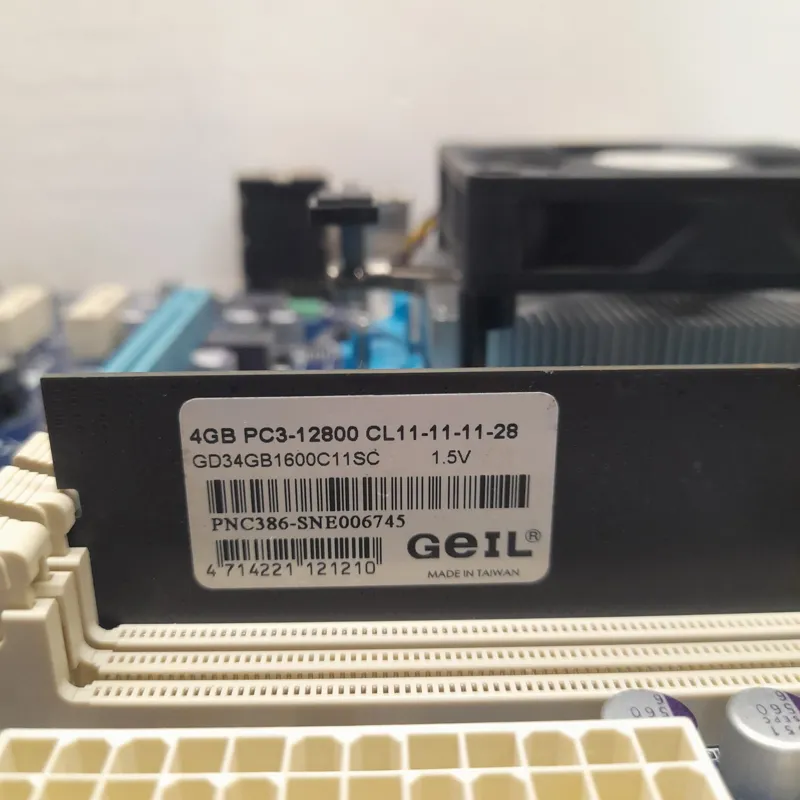 4GB PC3-12800 CL11-11-11-28
GD34GB1600C11SC 1.5V
PNC386-SNE006745
GeIL®
4 714221 121210
MADE IN TAIWAN